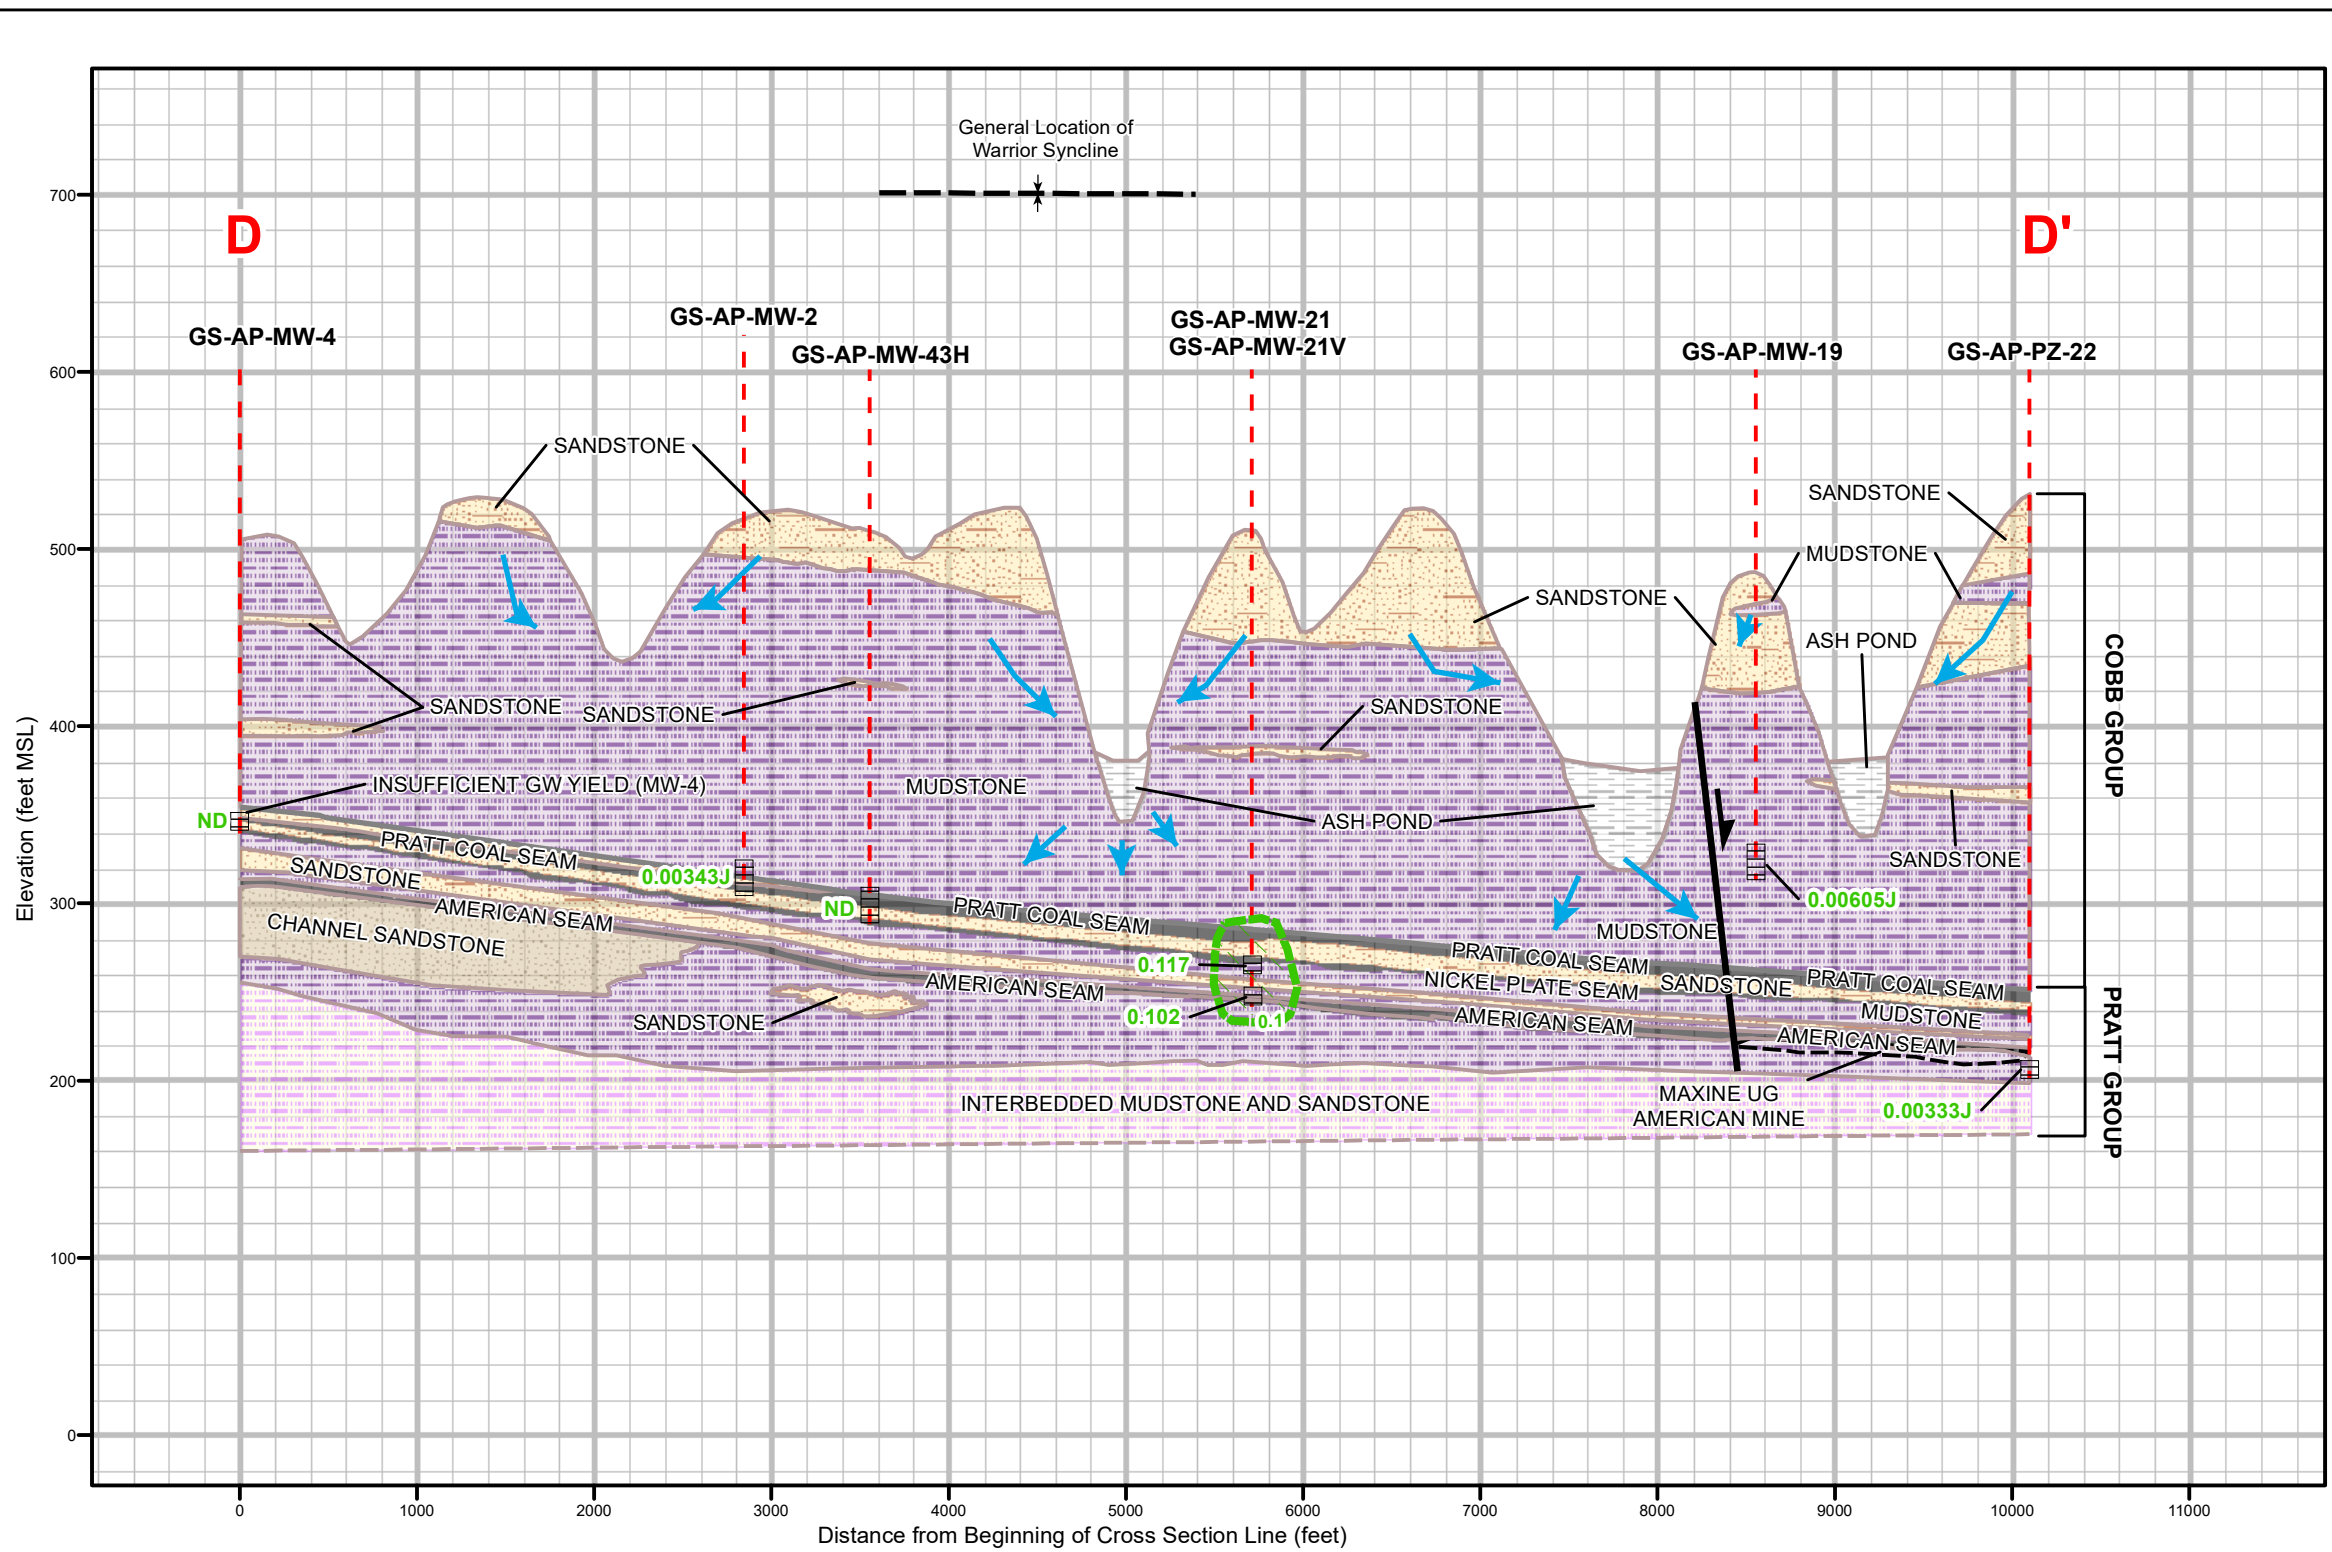 General Location of
Warrior Syncline
700
D
D'
GS-AP-MW-4
GS-AP-MW-2
GS-AP-MW-43H
GS-AP-MW-21
GS-AP-MW-21V
GS-AP-MW-19
GS-AP-PZ-22
600
SANDSTONE
SANDSTONE
500
MUDSTONE
SANDSTONE
ASH POND
COBB GROUP
SANDSTONE
SANDSTONE
SANDSTONE
400
INSUFFICIENT GW YIELD (MW-4)
MUDSTONE
ASH POND
ND
PRATT COAL SEAM
SANDSTONE
SANDSTONE
0.00343J
0.00605J
300
ND
AMERICAN SEAM
PRATT COAL SEAM
CHANNEL SANDSTONE
MUDSTONE
0.117
PRATT COAL SEAM
AMERICAN SEAM
NICKEL PLATE SEAM
SANDSTONE
PRATT COAL SEAM
SANDSTONE
0.102
0.1
AMERICAN SEAM
MUDSTONE
AMERICAN SEAM
PRATT GROUP
200
INTERBEDDED MUDSTONE AND SANDSTONE
MAXINE UG
AMERICAN MINE
0.00333J
100
0
Elevation (feet MSL)
0 1000 2000 3000 4000 5000 6000 7000 8000 9000 10000 11000
Distance from Beginning of Cross Section Line (feet)